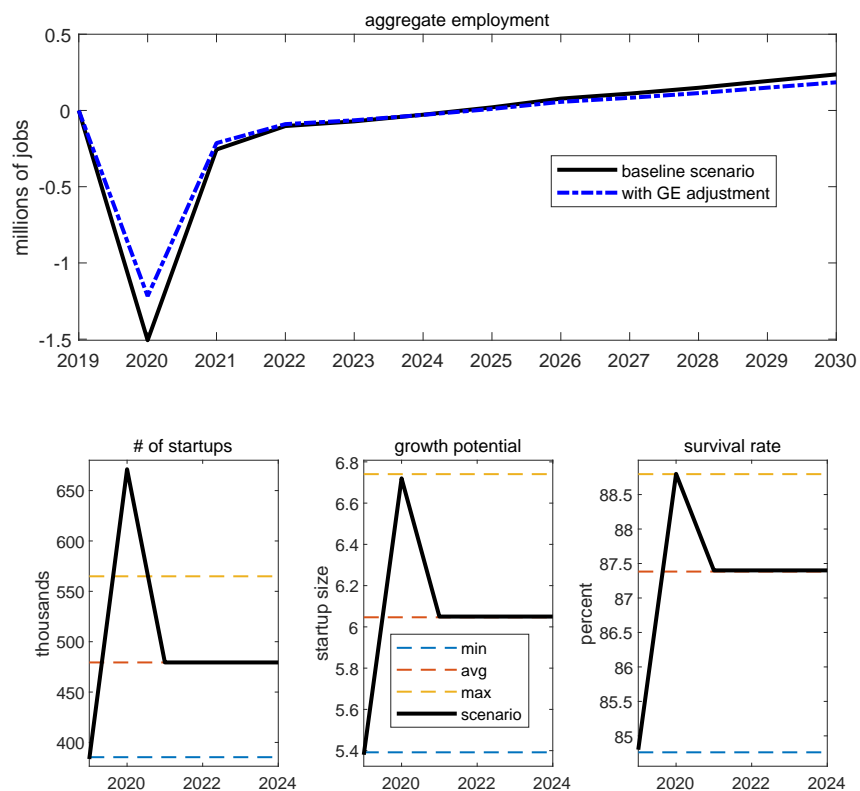 aggregate employment
0.5
0
-0.5
-1
-1.5
millions of jobs
baseline scenario
with GE adjustment
2019 2020 2021 2022 2023 2024 2025 2026 2027 2028 2029 2030
# of startups
650
600
550
500
450
400
thousands
2020 2022 2024
growth potential
6.8
6.6
6.4
6.2
6
5.8
5.6
5.4
startup size
min
avg
max
scenario
2020 2022 2024
survival rate
88.5
88
87.5
87
86.5
86
85.5
85
percent
2020 2022 2024